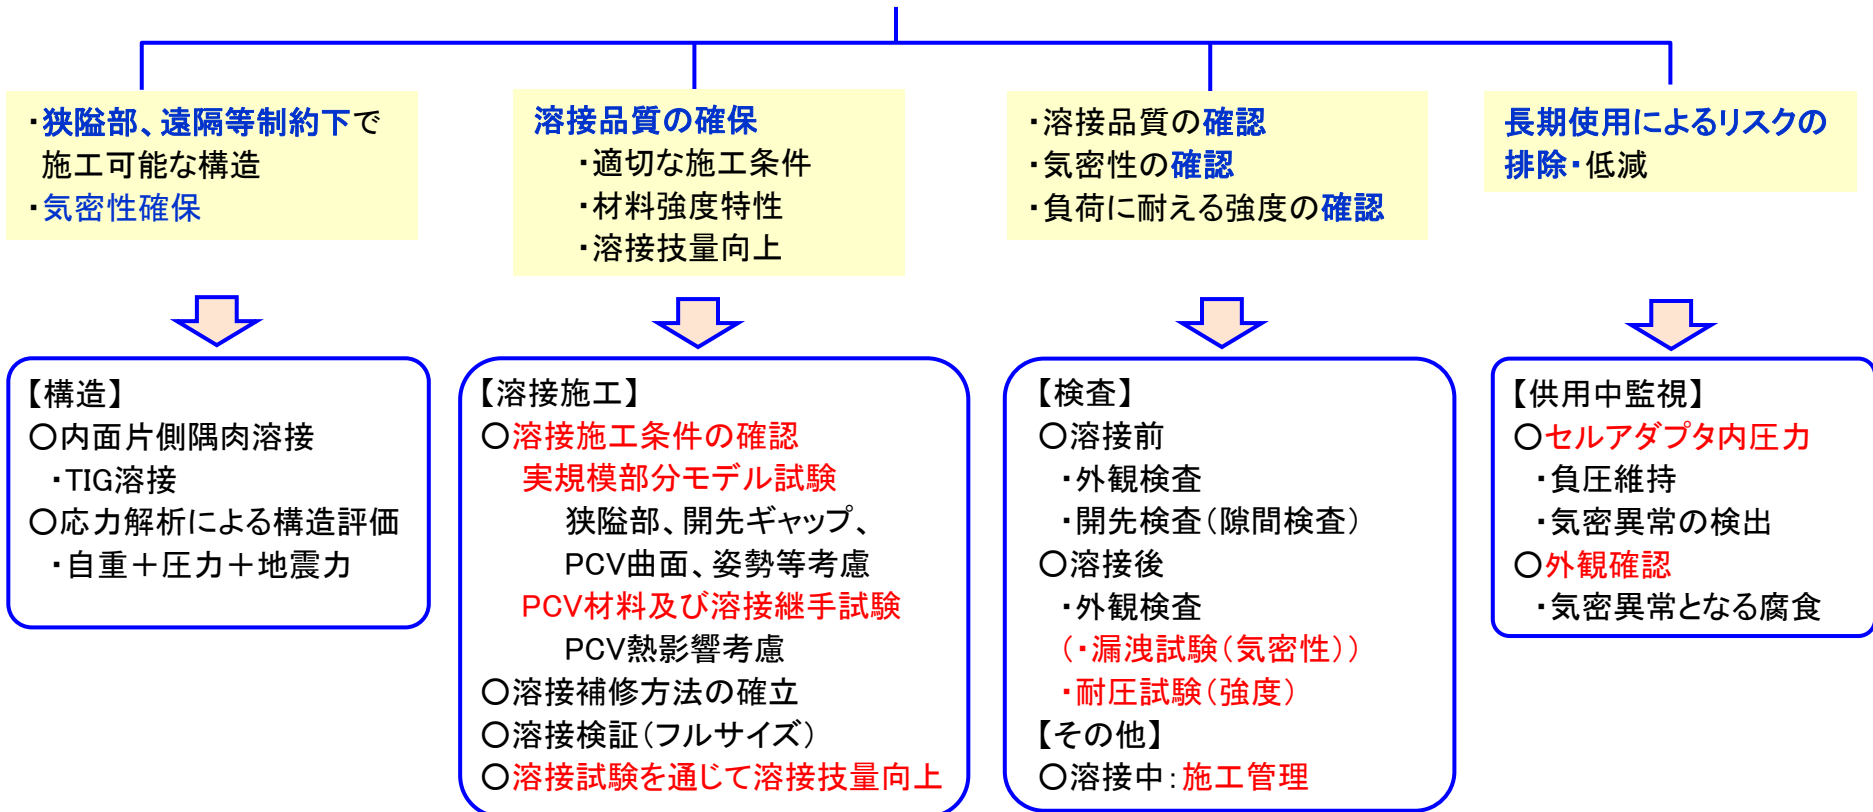 ・狭隘部、遠隔等制約下で
施工可能な構造
・気密性確保
溶接品質の確保
・適切な施工条件
・材料強度特性
・溶接技量向上
・溶接品質の確認
・気密性の確認
・負荷に耐える強度の確認
長期使用によるリスクの
排除・低減
【構造】
〇内面片側隅肉溶接
・TIG溶接
〇応力解析による構造評価
・自重＋圧力＋地震力
【溶接施工】
〇溶接施工条件の確認
実規模部分モデル試験
狭隘部、開先ギャップ、
PCV曲面、姿勢等考慮
PCV材料及び溶接継手試験
PCV熱影響考慮
〇溶接補修方法の確立
〇溶接検証（フルサイズ）
〇溶接試験を通じて溶接技量向上
【検査】
〇溶接前
・外観検査
・開先検査（隙間検査）
〇溶接後
・外観検査
（・漏洩試験（気密性））
・耐圧試験（強度）
【その他】
〇溶接中：施工管理
【供用中監視】
〇セルアダプタ内圧力
・負圧維持
・気密異常の検出
〇外観確認
・気密異常となる腐食